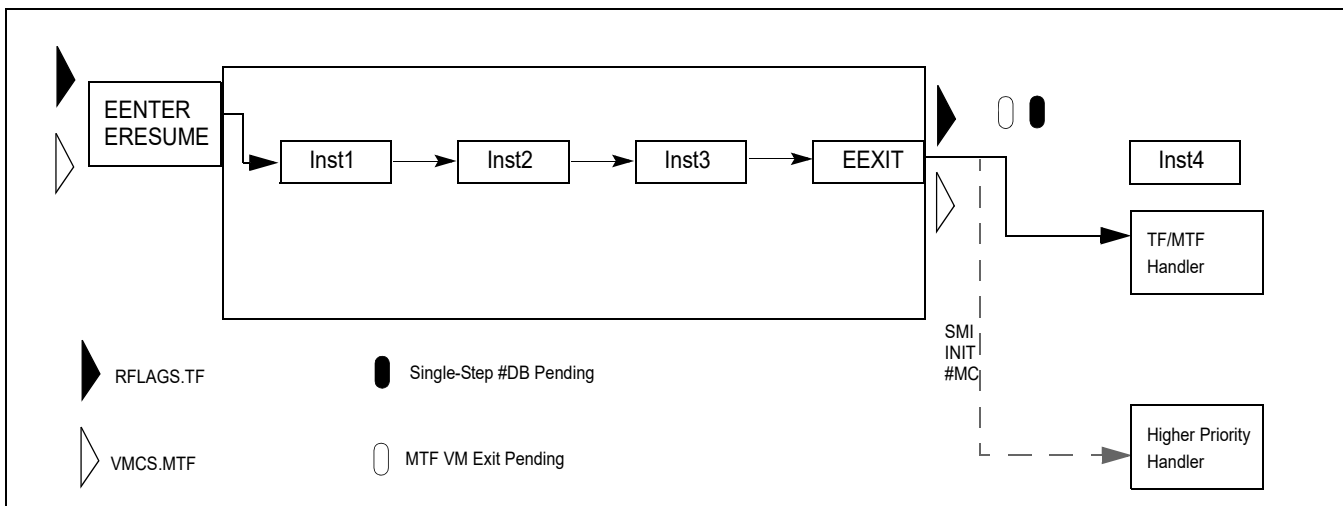 EENTER
ERESUME
Inst1
Inst2
Inst3
EEXIT
Inst4
TF/MTF
Handler
SMI
INIT
#MC
RFLAGS.TF
Single-Step #DB Pending
VMCS.MTF
MTF VM Exit Pending
Higher Priority
Handler